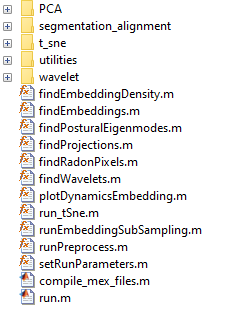 PCA
segmentation_alignment
t_sne
utilities
wavelet
findEmbeddingDensity.m
findEmbeddings.m
findPosturalEigenmodes.m
findProjections.m
findRadonPixels.m
findWavelets.m
plotDynamicsEmbedding.m
run_tSne.m
runEmbeddingSubSampling.m
runPreprocess.m
setRunParameters.m
compile_mex_files.m
run.m